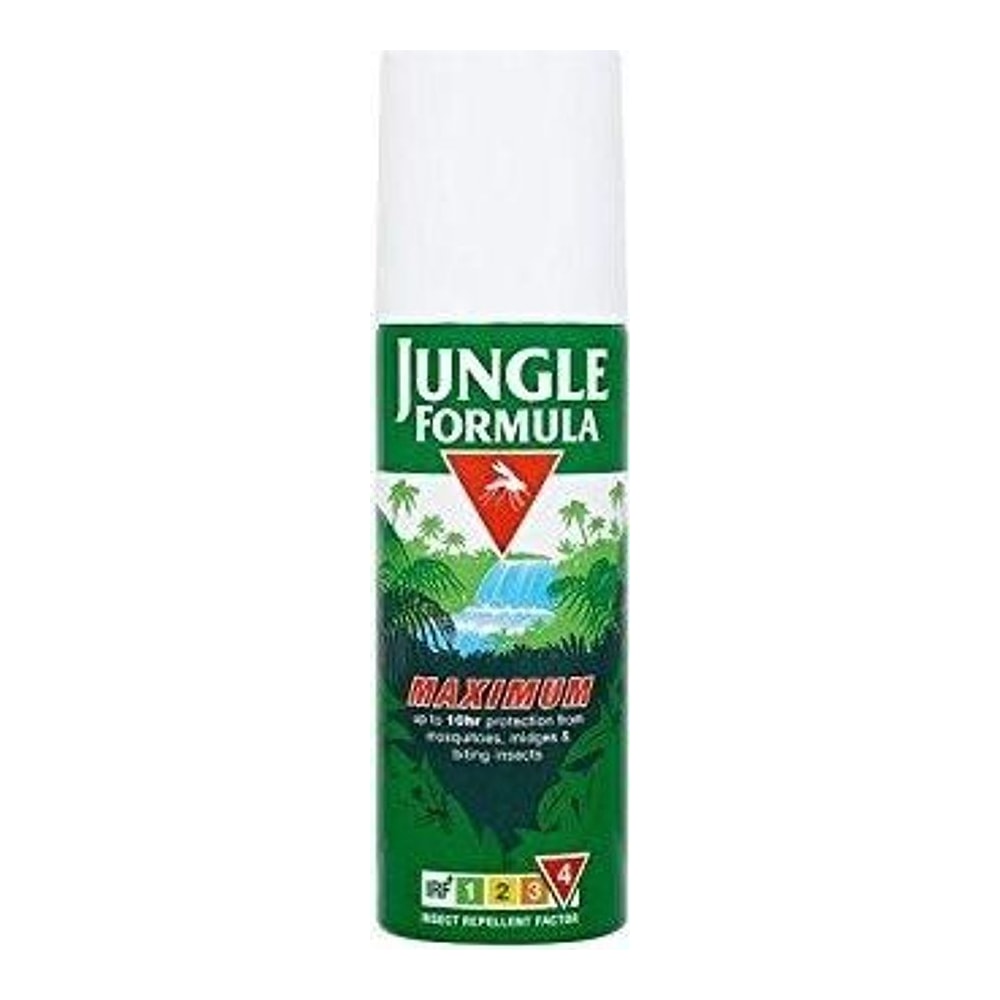 JUNGLE
FORMULA
MAXIMUM
up to 10hr protection from
mosquitoes, midges &
biting insects
IRF 1 2 3 4
INSECT REPELLENT FACTOR